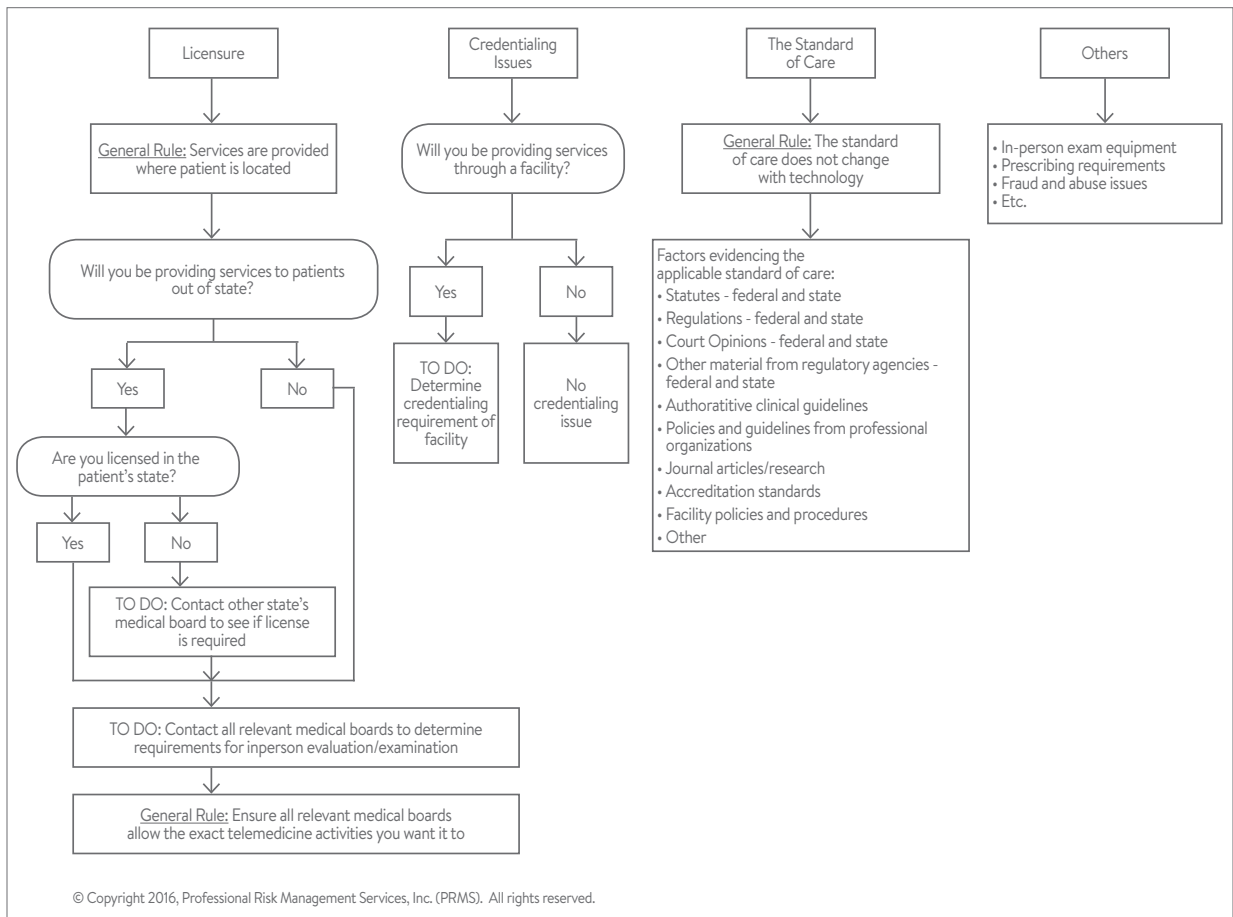 Licensure
General Rule: Services are provided
where patient is located
Will you be providing services to patients
out of state?
Yes
No
Are you licensed in the
patient's state?
Yes
No
TO DO: Contact other state's
medical board to see if license
is required
TO DO: Contact all relevant medical boards to determine
requirements for inperson evaluation/examination
General Rule: Ensure all relevant medical boards
allow the exact telemedicine activities you want it to
Credentialing
Issues
Will you be providing services
through a facility?
Yes
No
TO DO:
Determine
credentialing
requirement of
facility
No
credentialing
issue
The Standard
of Care
General Rule: The standard
of care does not change
with technology
Factors evidencing the
applicable standard of care:
• Statutes - federal and state
• Regulations - federal and state
• Court Opinions - federal and state
• Other material from regulatory agencies -
federal and state
• Authoratitive clinical guidelines
• Policies and guidelines from professional
organizations
• Journal articles/research
• Accreditation standards
• Facility policies and procedures
• Other
Others
• In-person exam equipment
• Prescribing requirements
• Fraud and abuse issues
• Etc.
© Copyright 2016, Professional Risk Management Services, Inc. (PRMS). All rights reserved.